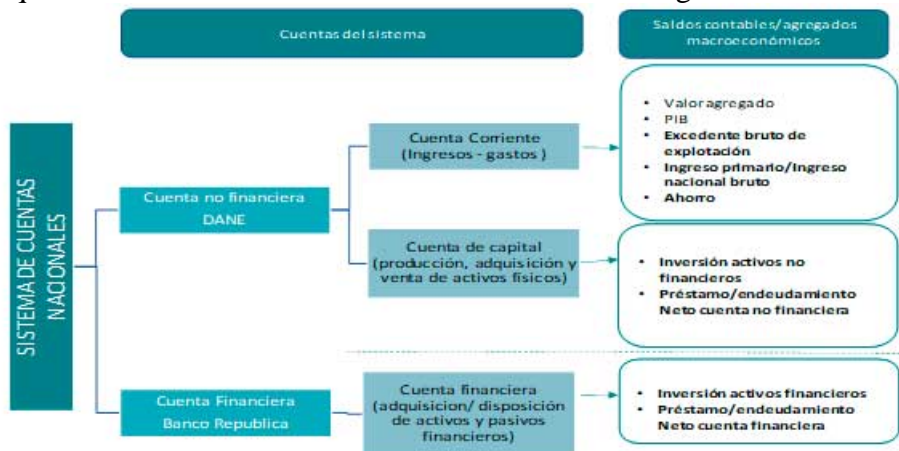 Cuentas del sistema
Saldos contables/agregados
macroeconómicos
SISTEMA DE CUENTAS
NACIONALES
Cuenta no financiera
DANE
Cuenta Corriente
(Ingresos - gastos )
• Valor agregado
• PIB
• Excedente bruto de
explotación
• Ingreso primario/Ingreso
nacional bruto
• Ahorro
Cuenta de capital
(producción, adquisición y
venta de activos físicos)
• Inversión activos no
financieros
• Préstamo/endeudamiento
Neto cuenta no financiera
Cuenta Financiera
Banco Republica
Cuenta financiera
(adquisicion/ disposición
de activos y pasivos
financieros)
• Inversión activos financieros
• Préstamo/endeudamiento
Neto cuenta financiera